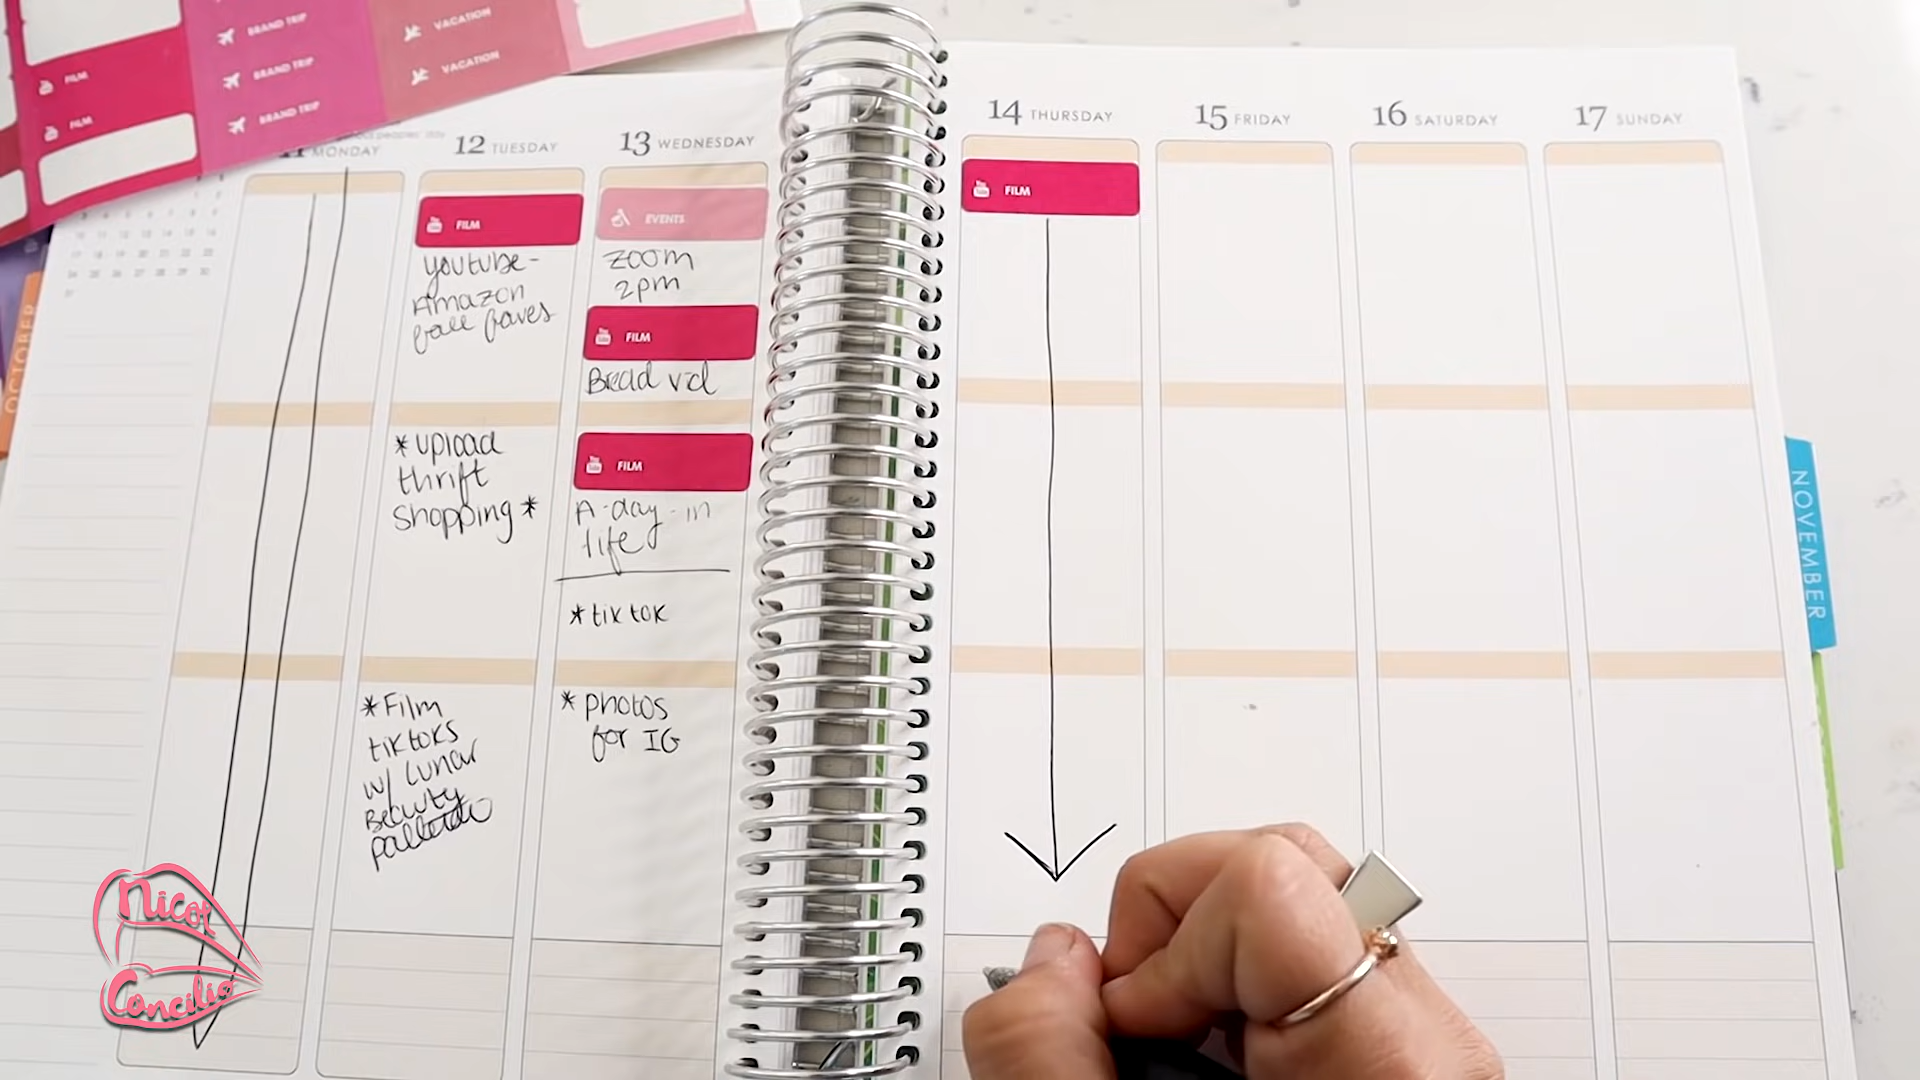 BRAND TRIP
VACATION
FILM
BRAND TRIP
VACATION
FILM
BRAND TRIP
11 MONDAY
12 TUESDAY
13 WEDNESDAY
14 THURSDAY
15 FRIDAY
16 SATURDAY
17 SUNDAY
FILM
Youtube-
Amazon
fall faves
*upload
thrift
shopping*
*Film
tiktoks
w/ Lunar
Beauty
EVENTS
Zoom
2pm
FILM
Bread vid
FILM
A-day-in
life
*tik tok
*photos
for IG
FILM
OCTOBER
NOVEMBER
Nicol
Concilio